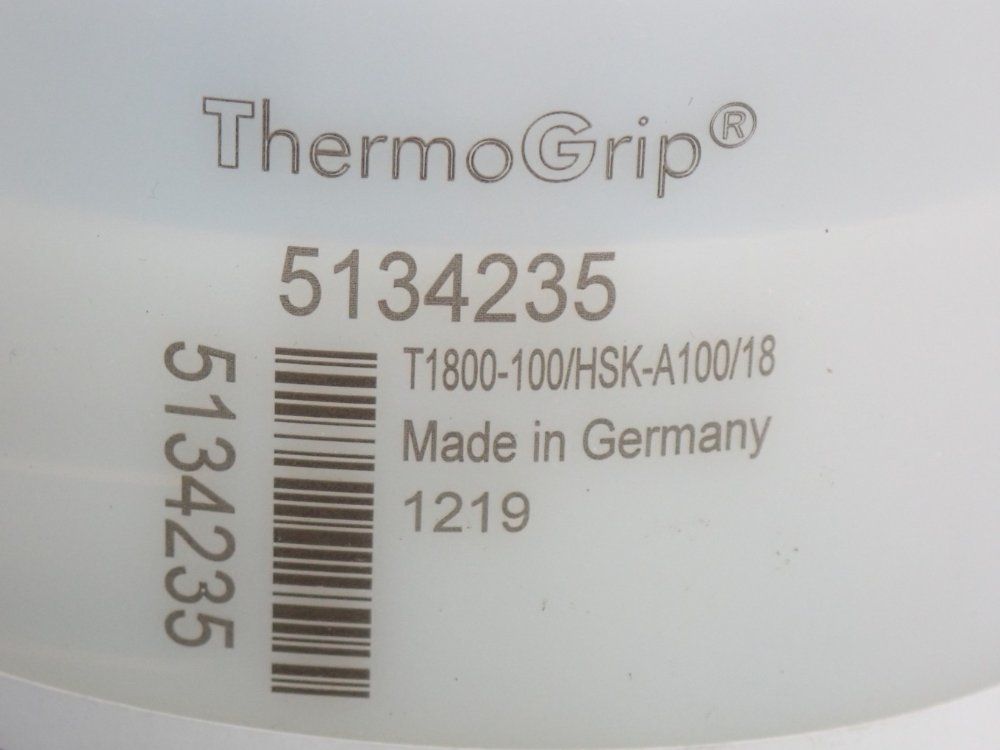 ThermoGrip®
5134235
T1800-100/HSK-A100/18
Made in Germany
1219
5134235